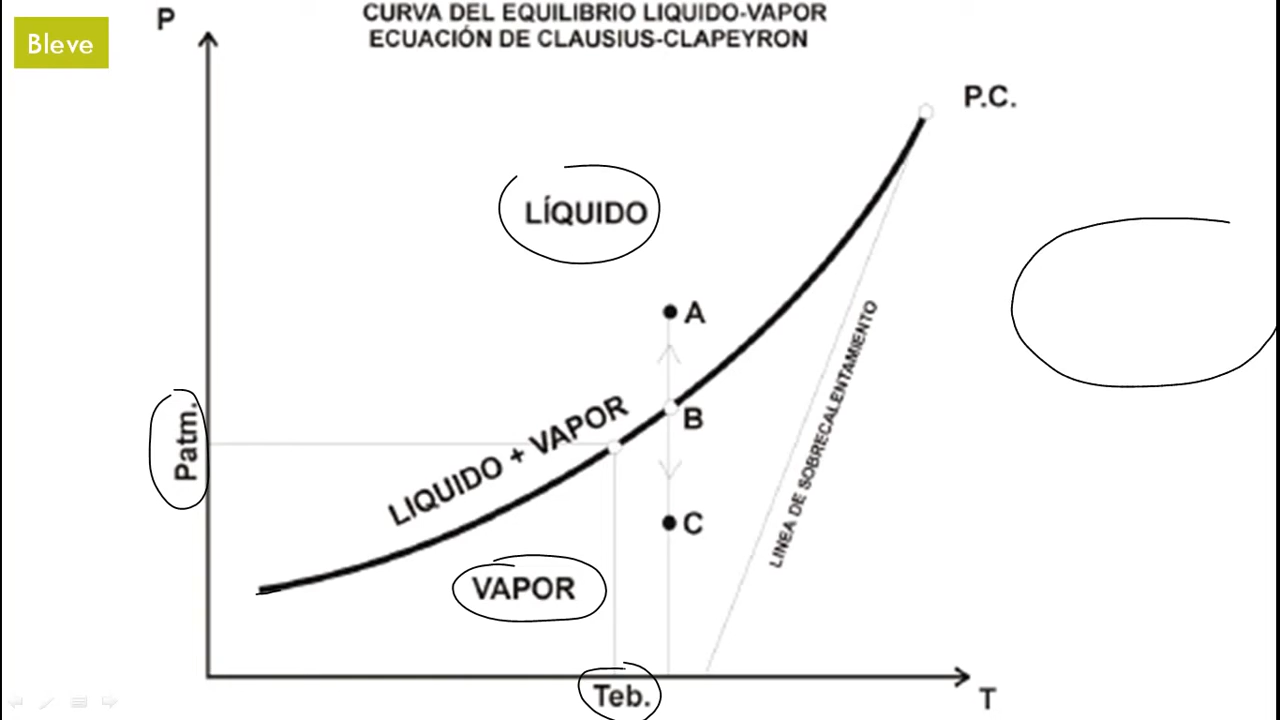 Bleve
P
CURVA DEL EQUILIBRIO LIQUIDO-VAPOR
ECUACIÓN DE CLAUSIUS-CLAPEYRON
P.C.
LÍQUIDO
A
B
LIQUIDO + VAPOR
Patm.
LINEA DE SOBRECALENTAMIENTO
C
VAPOR
Teb.
T